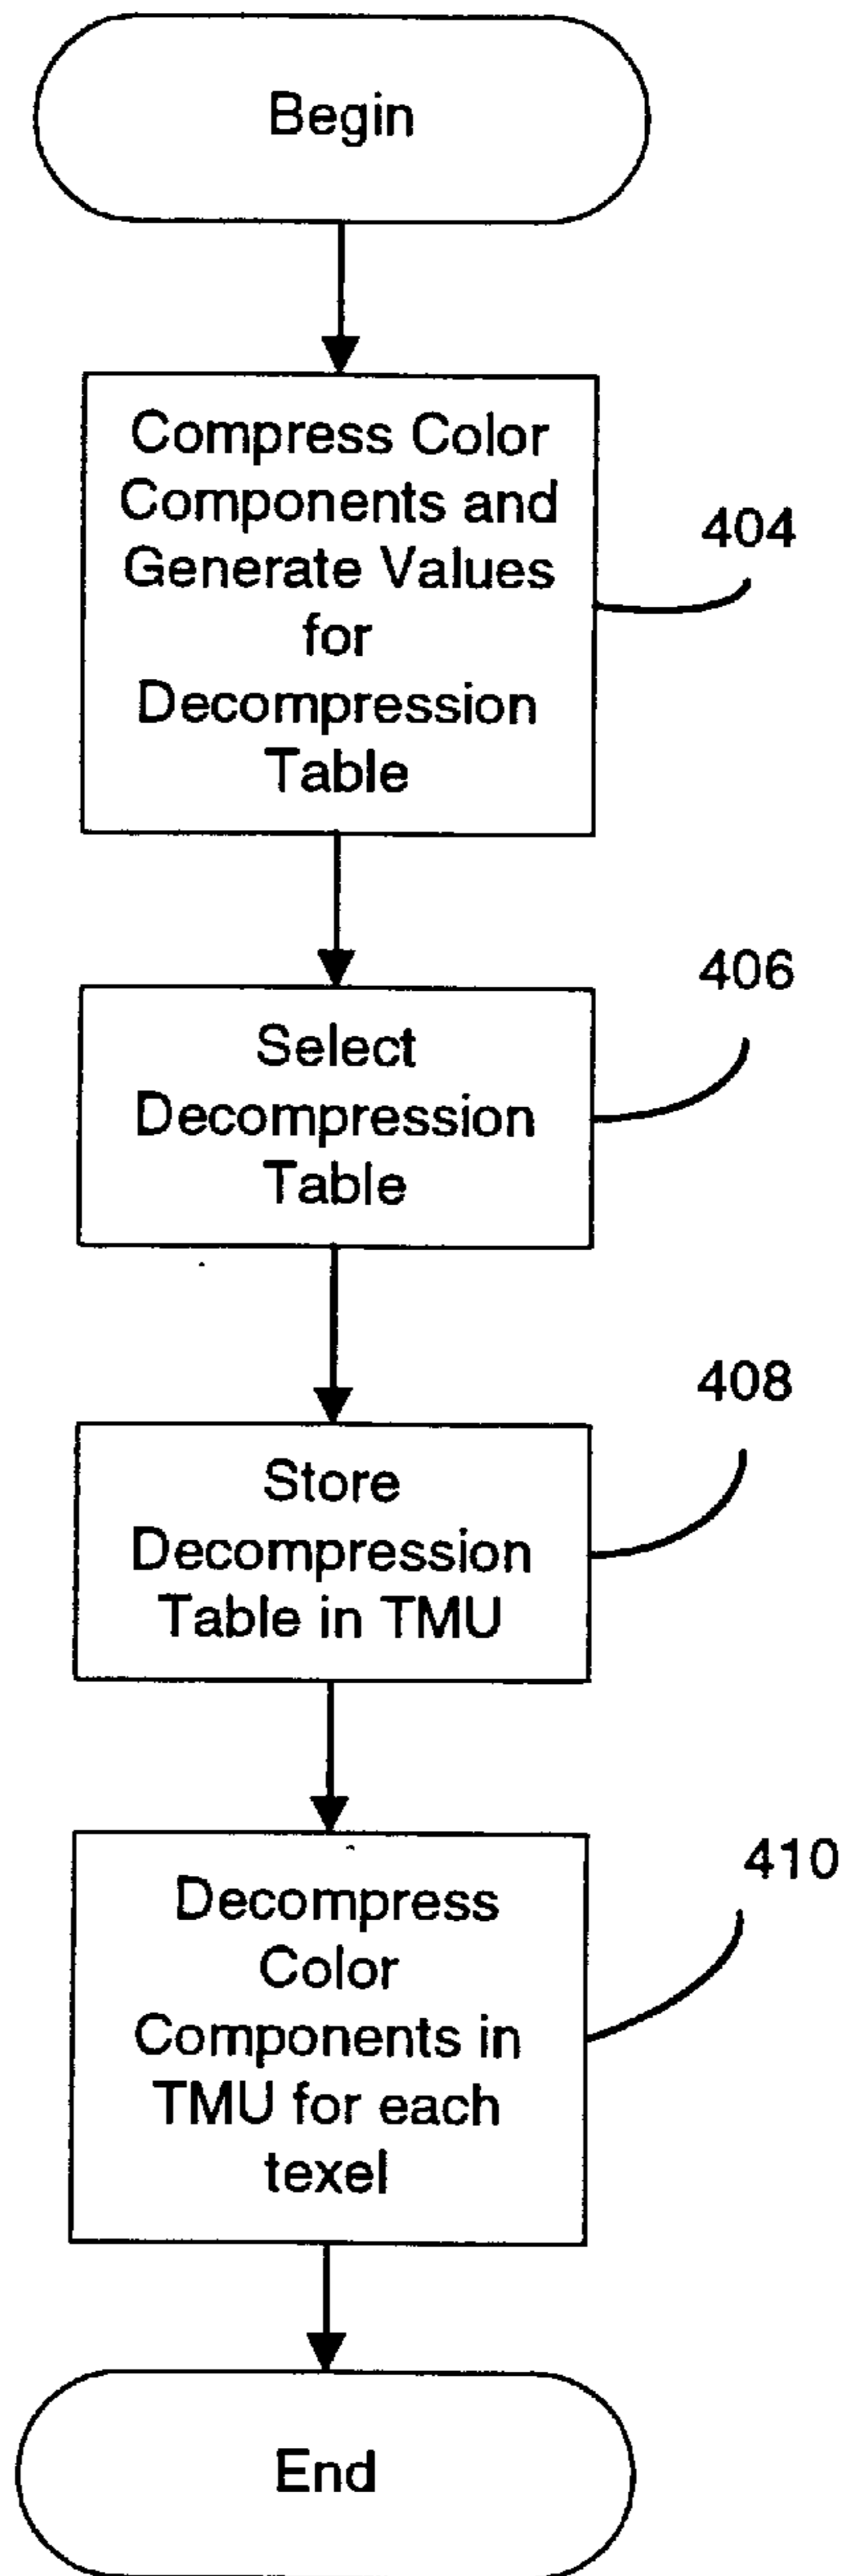 Begin
Compress Color
Components and
Generate Values
for
Decompression
Table
404
Select
Decompression
Table
406
Store
Decompression
Table in TMU
408
Decompress
Color
Components in
TMU for each
texel
410
End